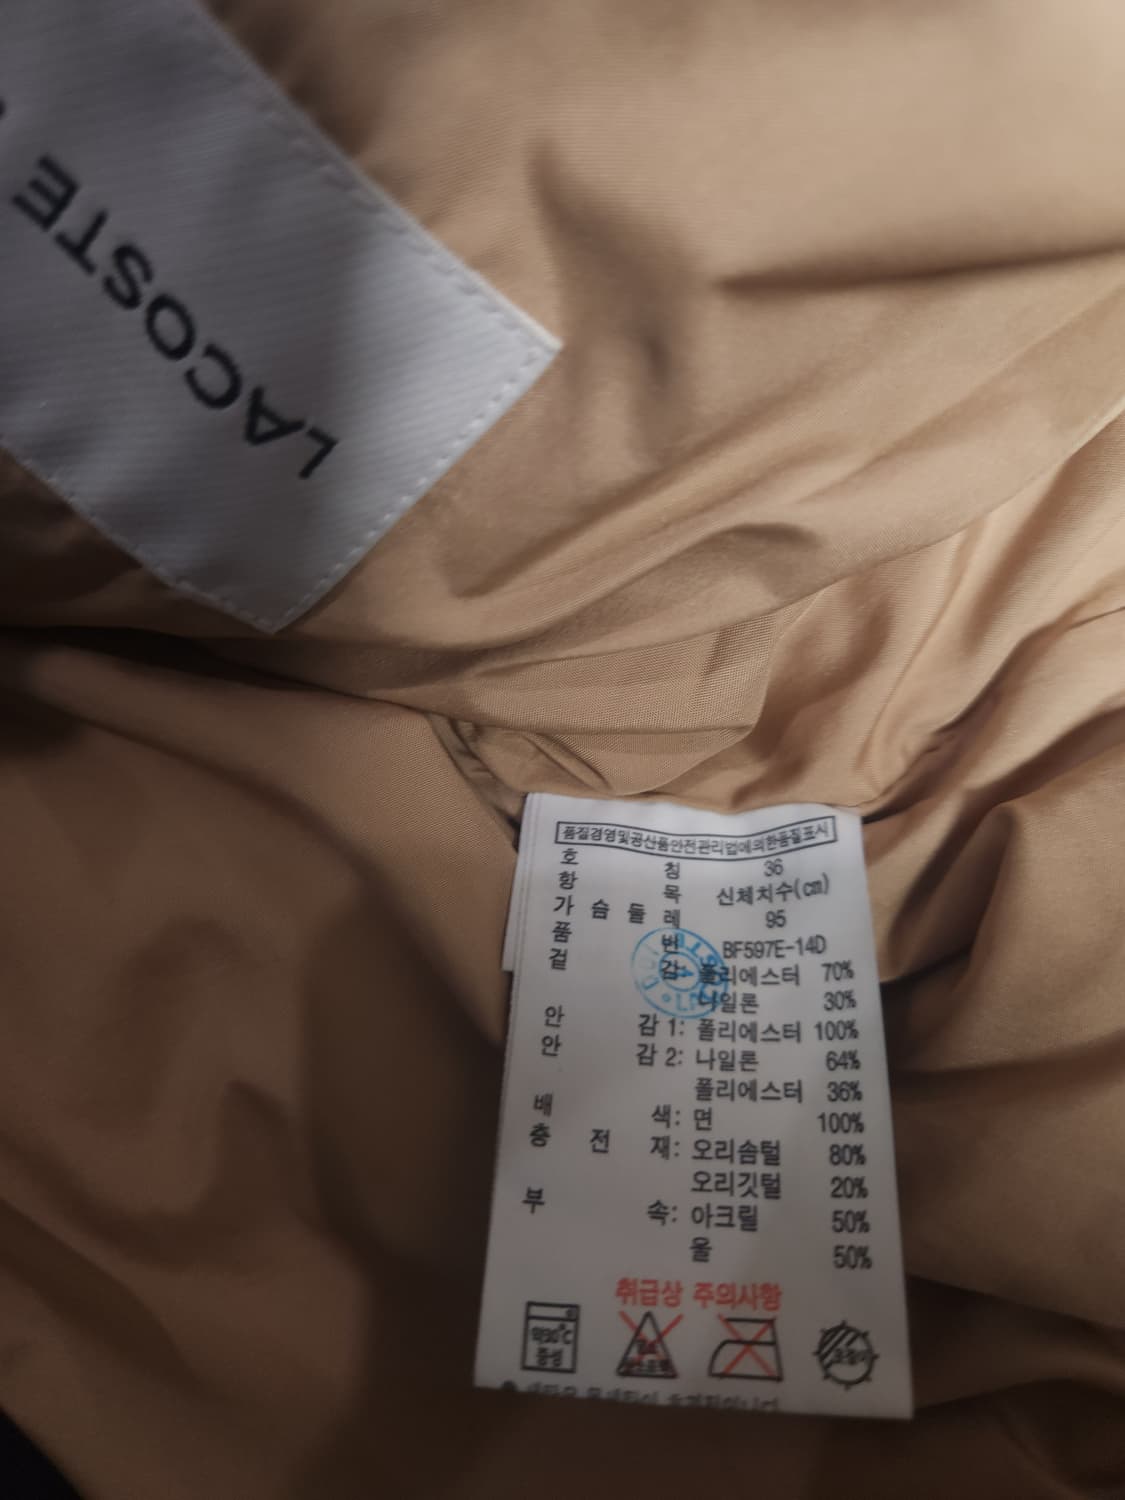 LACOSTE
품질경영및공산품안전관리법에의한품질표시
호 칭 36
항 목 신체치수(cm)
가 슴 둘 레 95
품 번 BF597E-14D
겉 감: 폴리에스터 70%
나일론 30%
안 감 1: 폴리에스터 100%
안 감 2: 나일론 64%
폴리에스터 36%
배 색: 면 100%
충 전 재: 오리솜털 80%
오리깃털 20%
부 속: 아크릴 50%
울 50%
취급상 주의사항
약30℃
중성